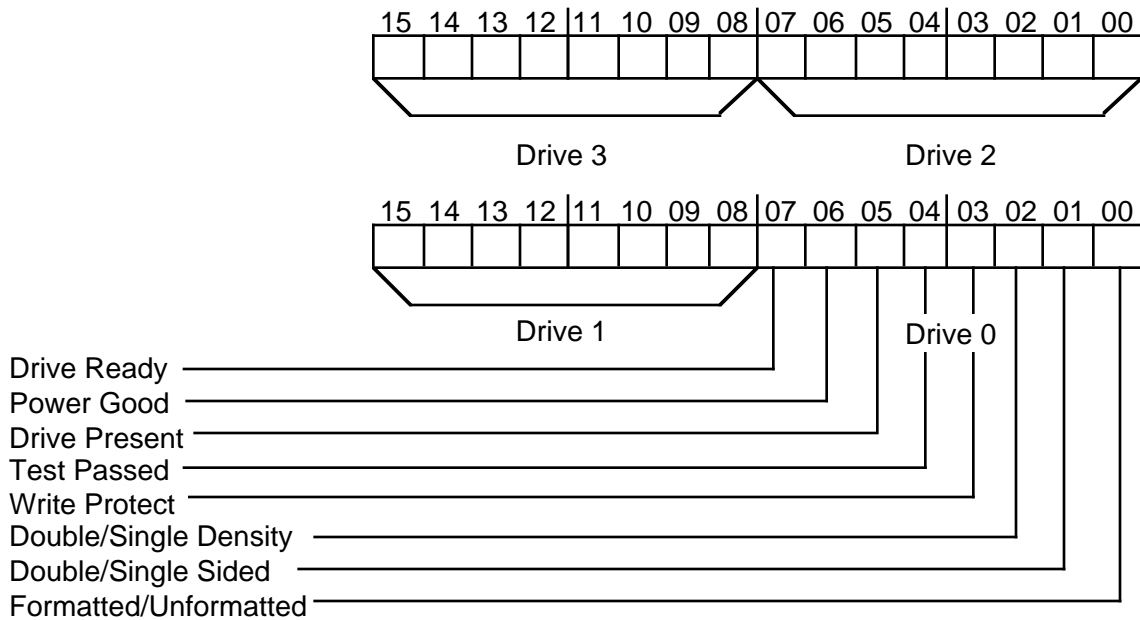 15 14 13 12 11 10 09 08 07 06 05 04 03 02 01 00
Drive 3 Drive 2
15 14 13 12 11 10 09 08 07 06 05 04 03 02 01 00
Drive 1 Drive 0
Drive Ready
Power Good
Drive Present
Test Passed
Write Protect
Double/Single Density
Double/Single Sided
Formatted/Unformatted